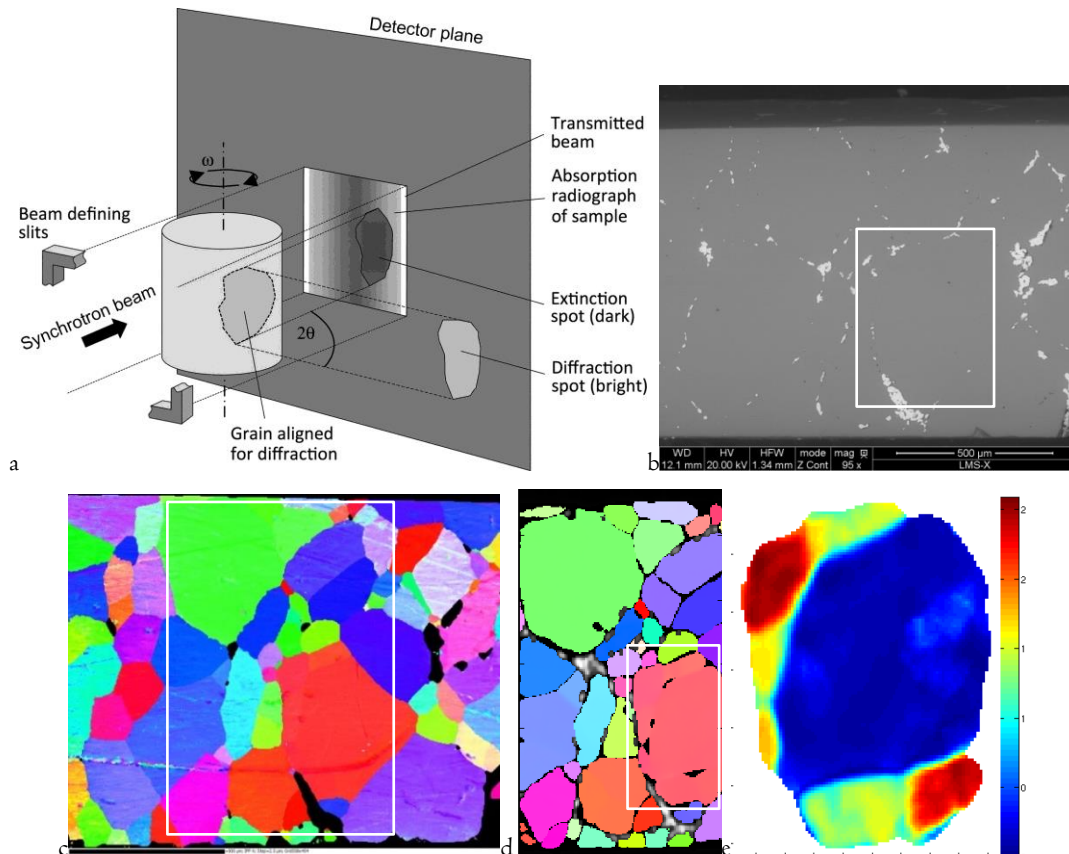 Detector plane
Transmitted
beam
Absorption
radiograph
of sample
ω
Beam defining
slits
Synchrotron beam
2θ
Extinction
spot (dark)
Diffraction
spot (bright)
Grain aligned
for diffraction
a
b
WD HV HFW mode mag 500 µm
12.1 mm 20.00 kV 1.34 mm Z Cont 95 x LMS-X
c
d
e
2
2
1
1
0
0